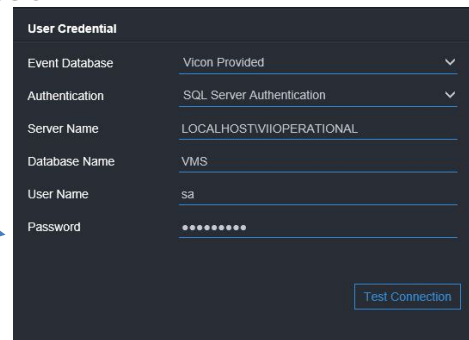 User Credential
Event Database Vicon Provided
Authentication SQL Server Authentication
Server Name LOCALHOST\VIIOPERATIONAL
Database Name VMS
User Name sa
Password •••••••••
Test Connection